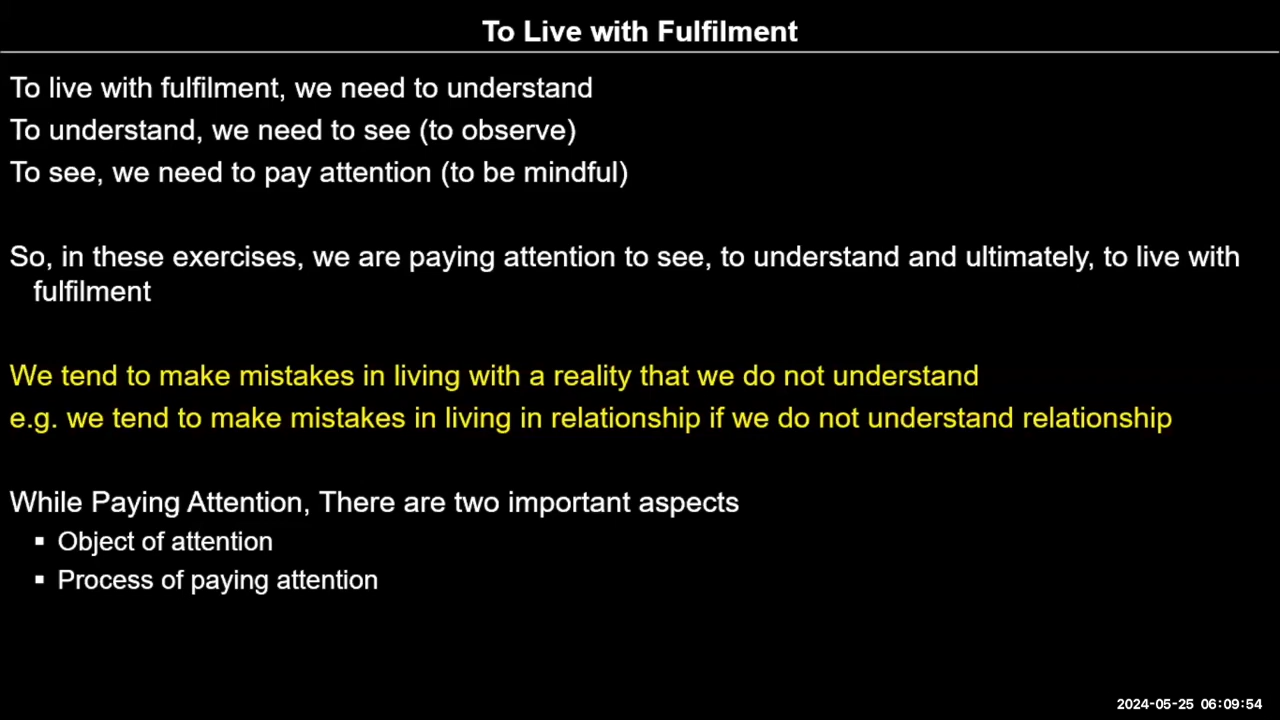 To Live with Fulfilment
To live with fulfilment, we need to understand
To understand, we need to see (to observe)
To see, we need to pay attention (to be mindful)
So, in these exercises, we are paying attention to see, to understand and ultimately, to live with
fulfilment
We tend to make mistakes in living with a reality that we do not understand
e.g. we tend to make mistakes in living in relationship if we do not understand relationship
While Paying Attention, There are two important aspects
▪ Object of attention
▪ Process of paying attention
2024-05-25 06:09:54